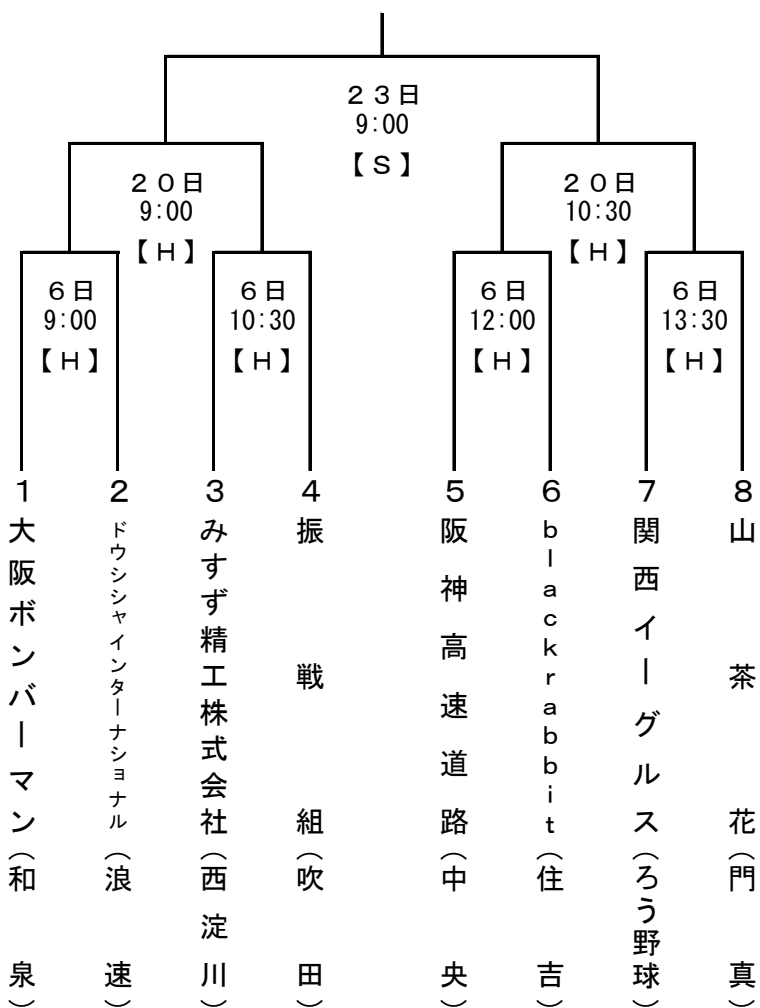 ２３日
9:00
【Ｓ】
２０日
9:00
【Ｈ】
２０日
10:30
【Ｈ】
６日
9:00
【Ｈ】
６日
10:30
【Ｈ】
６日
12:00
【Ｈ】
６日
13:30
【Ｈ】
１
大阪ボンバーマン（和泉）
２
ドウシシャインターナショナル（浪速）
３
みすず精工株式会社（西淀川）
４
振戦組（吹田）
５
阪神高速道路（中央）
６
ｂｌａｃｋｒａｂｂｉｔ（住吉）
７
関西イーグルス（ろう野球）
８
山茶花（門真）